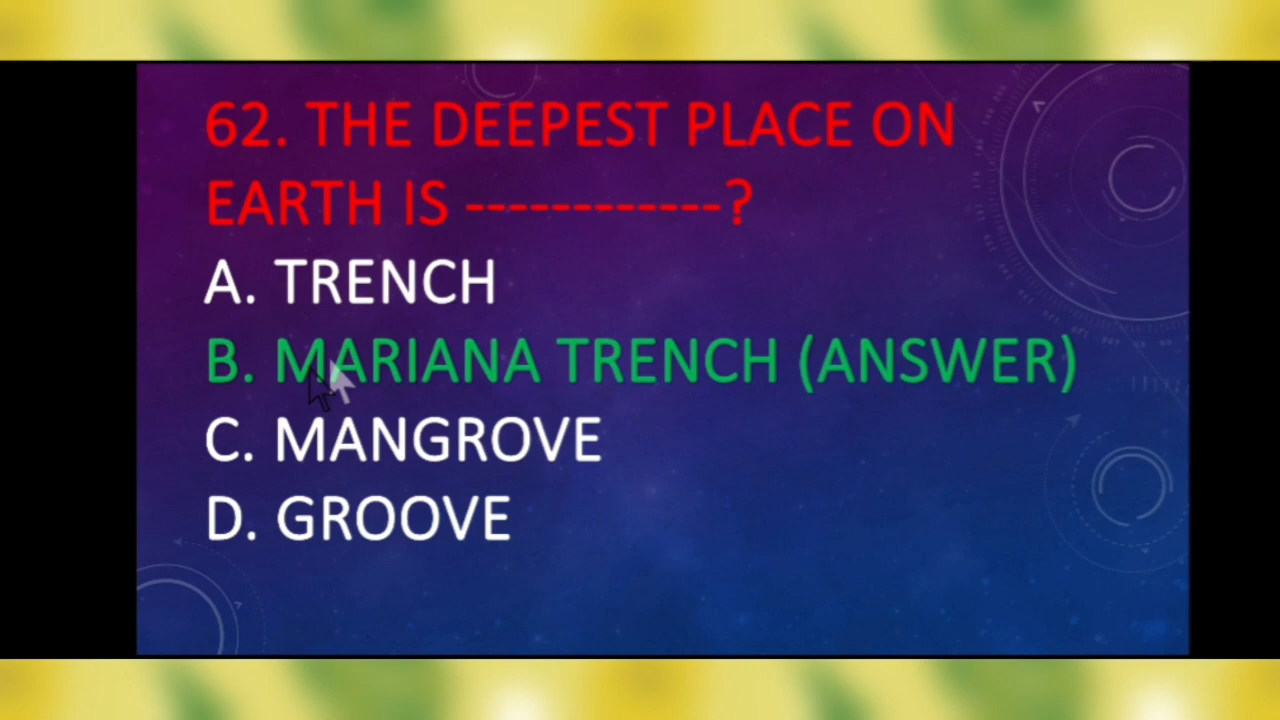 62. THE DEEPEST PLACE ON
EARTH IS ------------?
A. TRENCH
B. MARIANA TRENCH (ANSWER)
C. MANGROVE
D. GROOVE